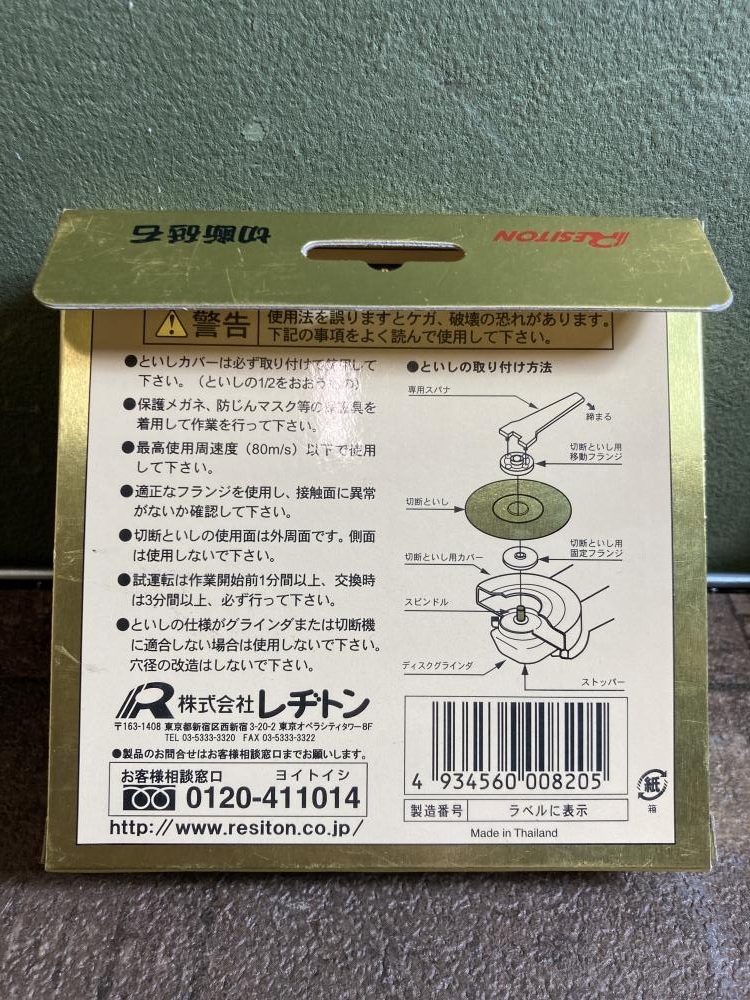 切断砥石
RESITON
警告
使用法を誤りますとケガ、破壊の恐れがあります。
下記の事項をよく読んで使用して下さい。
●といしカバーは必ず取り付けて使用して
下さい。（といしの1/2をおおうもの）
●保護メガネ、防じんマスク等の保護具を
着用して作業を行って下さい。
●最高使用周速度（80m/s）以下で使用
して下さい。
●適正なフランジを使用し、接触面に異常
がないか確認して下さい。
●切断といしの使用面は外周面です。側面
は使用しないで下さい。
●試運転は作業開始前1分間以上、交換時
は3分間以上、必ず行って下さい。
●といしの仕様がグラインダまたは切断機
に適合しない場合は使用しないで下さい。
穴径の改造はしないで下さい。
R 株式会社レヂトン
〒163-1408 東京都新宿区西新宿3-20-2 東京オペラシティタワー8F
TEL 03-5333-3320 FAX 03-5333-3322
●製品のお問合せはお客様相談窓口までお願いします。
お客様相談窓口 ヨイトイシ
0120-411014
http://www.resiton.co.jp/
●といしの取り付け方法
専用スパナ
締まる
切断といし用
移動フランジ
切断といし
切断といし用
固定フランジ
切断といし用カバー
スピンドル
ディスクグラインダ
ストッパー
4 934560 008205
製造番号 ラベルに表示
Made in Thailand
紙
箱